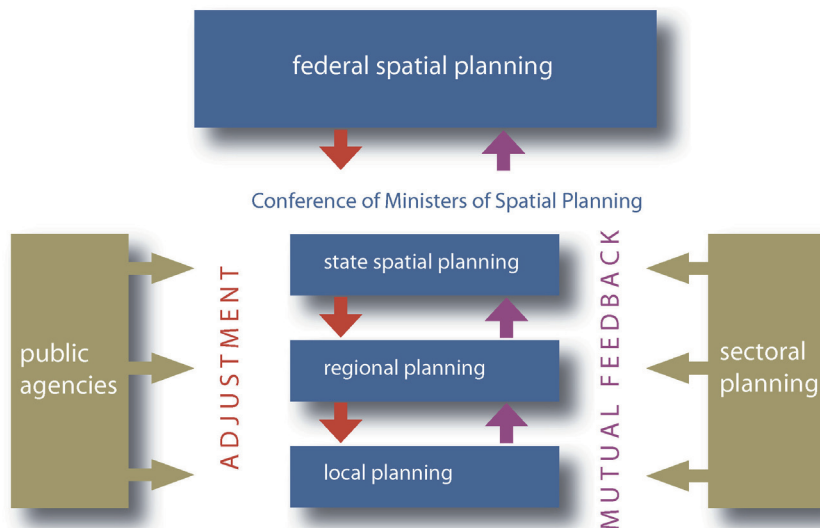 federal spatial planning
Conference of Ministers of Spatial Planning
state spatial planning
regional planning
local planning
public
agencies
ADJUSTMENT
MUTUAL FEEDBACK
sectoral
planning